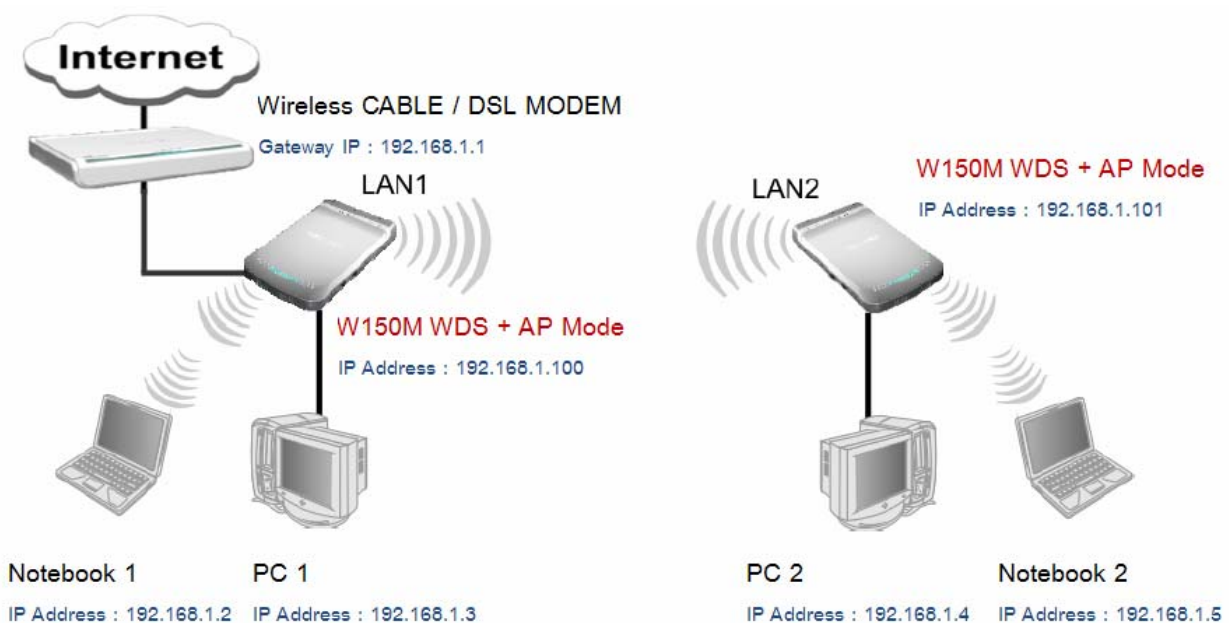 Internet
Wireless CABLE / DSL MODEM
Gateway IP : 192.168.1.1
LAN1
W150M WDS + AP Mode
IP Address : 192.168.1.100
LAN2
W150M WDS + AP Mode
IP Address : 192.168.1.101
Notebook 1
IP Address : 192.168.1.2
PC 1
IP Address : 192.168.1.3
PC 2
IP Address : 192.168.1.4
Notebook 2
IP Address : 192.168.1.5